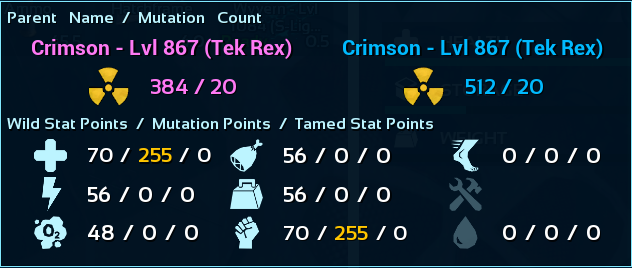 Parent Name / Mutation Count
Crimson - Lvl 867 (Tek Rex) Crimson - Lvl 867 (Tek Rex)
384 / 20 512 / 20
Wild Stat Points / Mutation Points / Tamed Stat Points
70 / 255 / 0 56 / 0 / 0 0 / 0 / 0
56 / 0 / 0 56 / 0 / 0
O2 48 / 0 / 0 70 / 255 / 0 0 / 0 / 0
WEIGHT